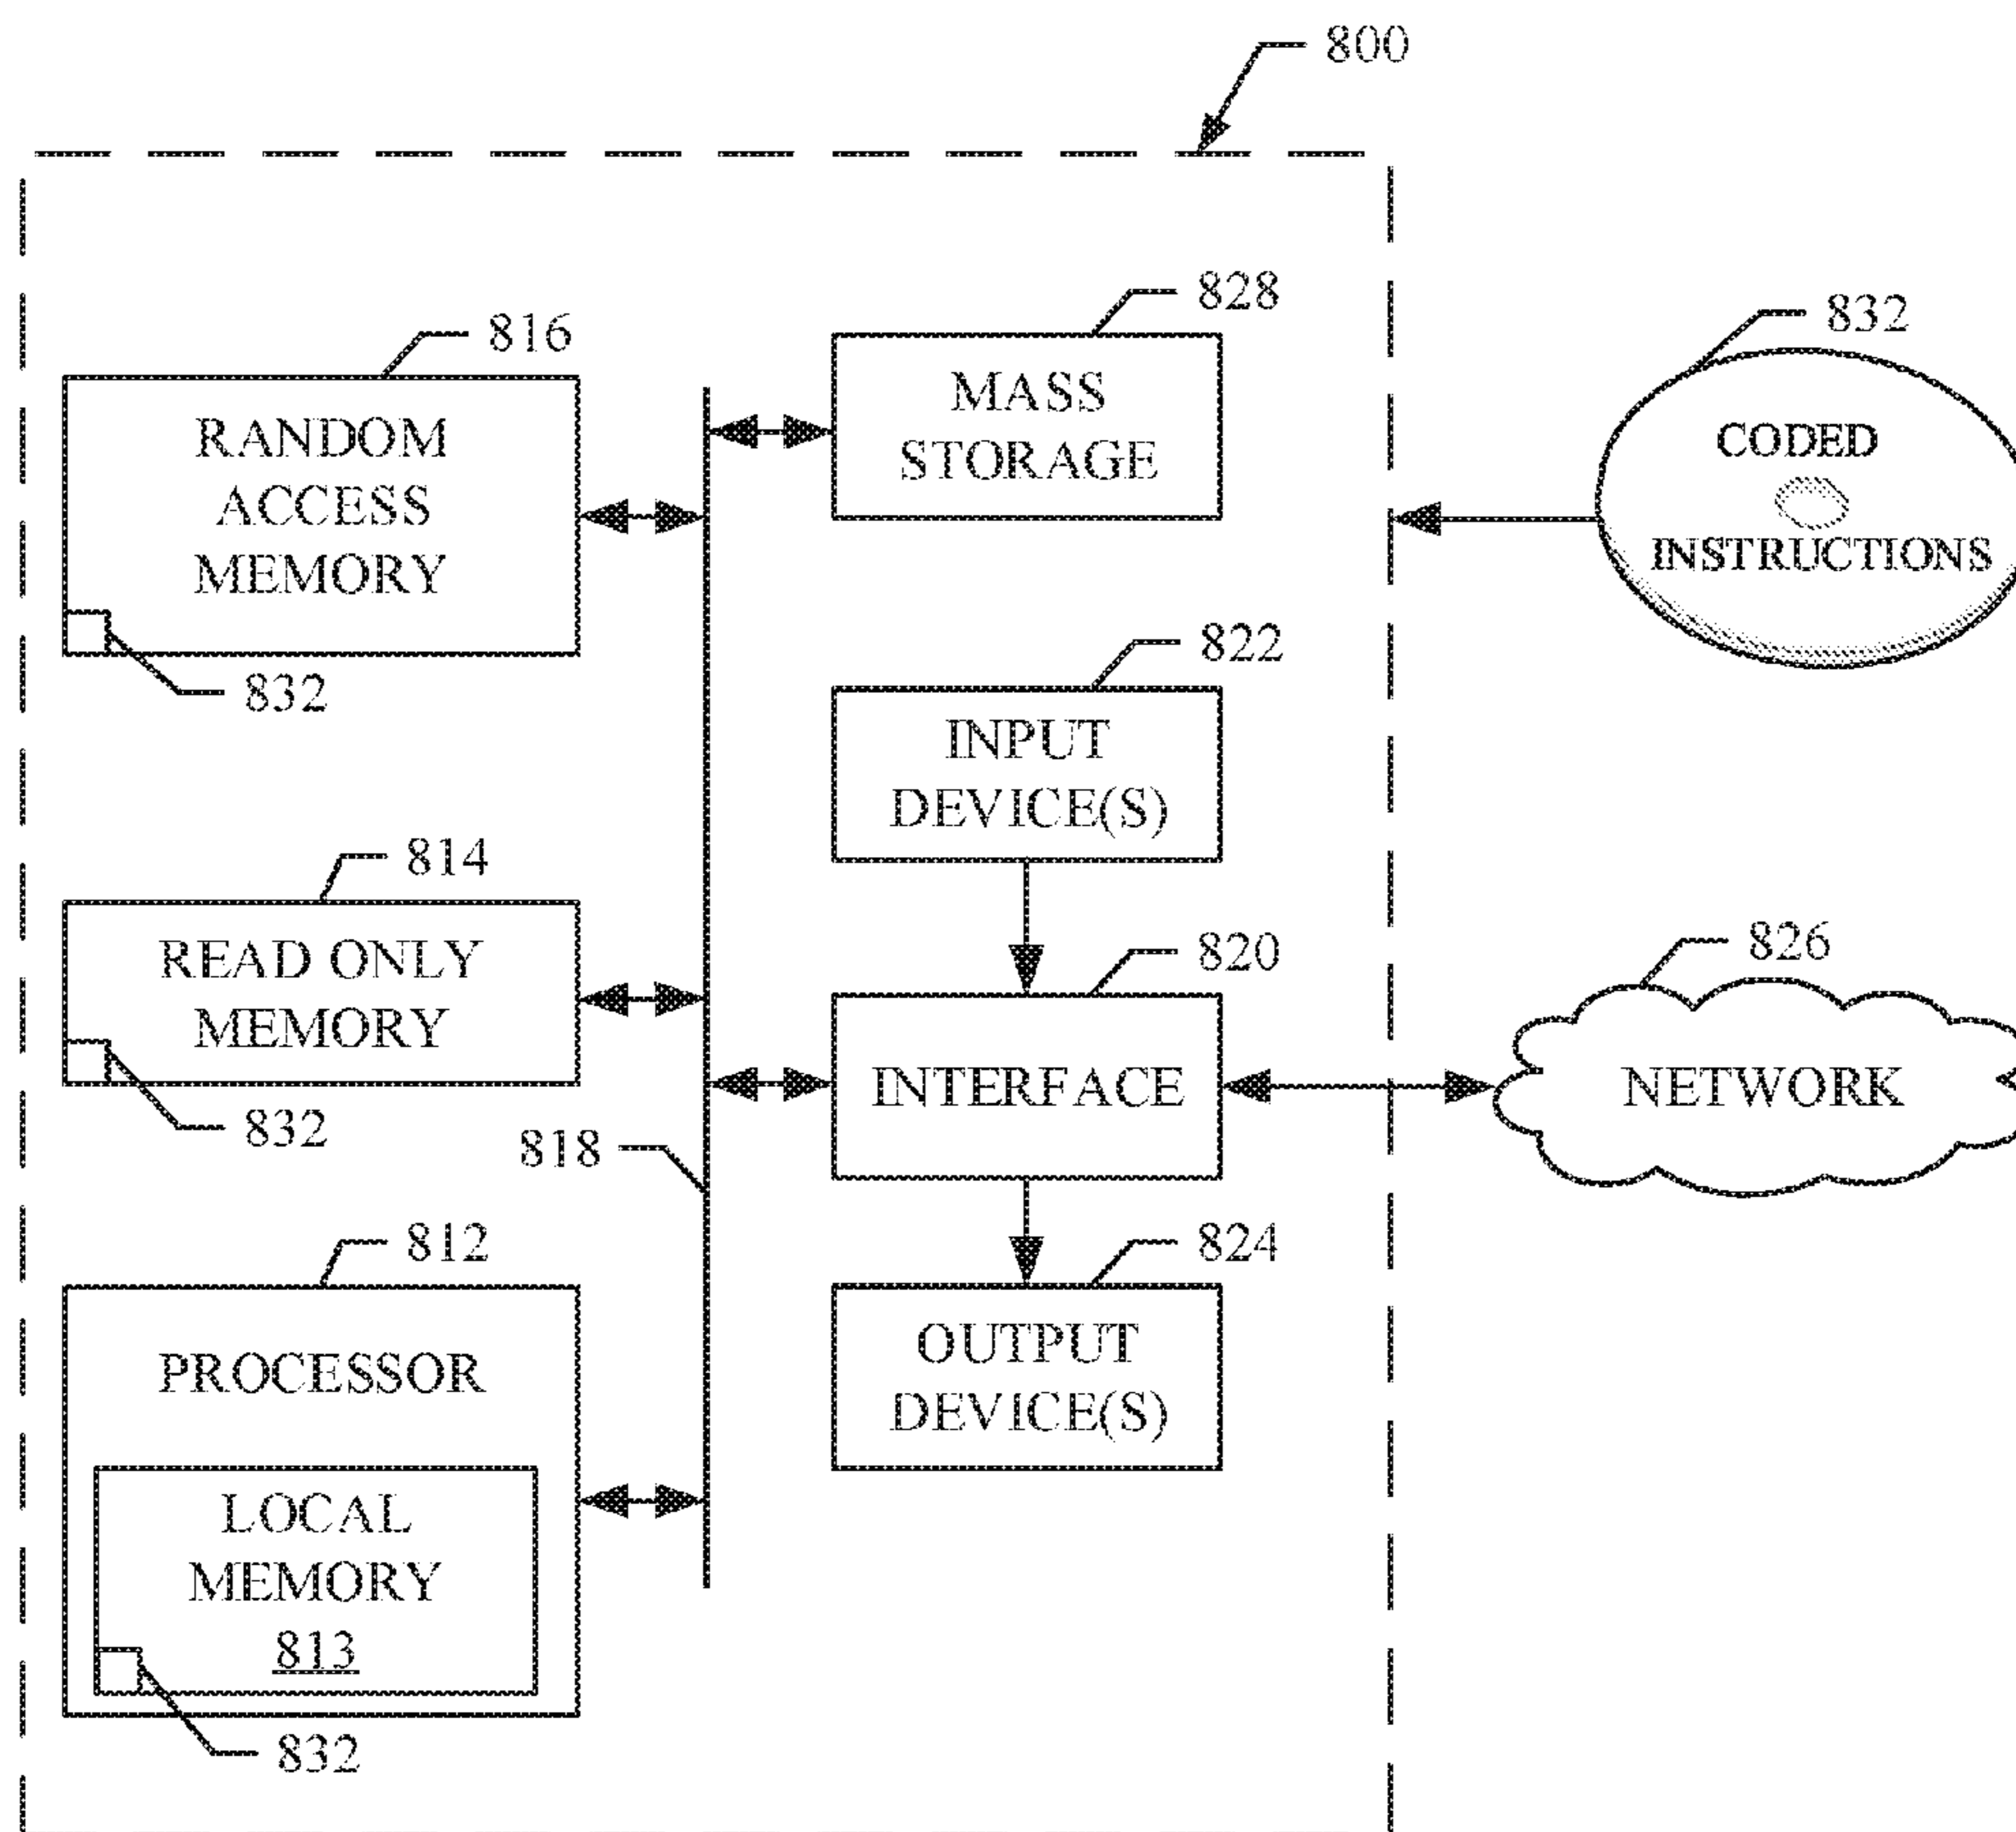 800
816
RANDOM
ACCESS
MEMORY
832
828
MASS
STORAGE
832
CODED
INSTRUCTIONS
822
INPUT
DEVICE(S)
814
READ ONLY
MEMORY
832
818
820
INTERFACE
826
NETWORK
812
PROCESSOR
LOCAL
MEMORY
813
832
824
OUTPUT
DEVICE(S)